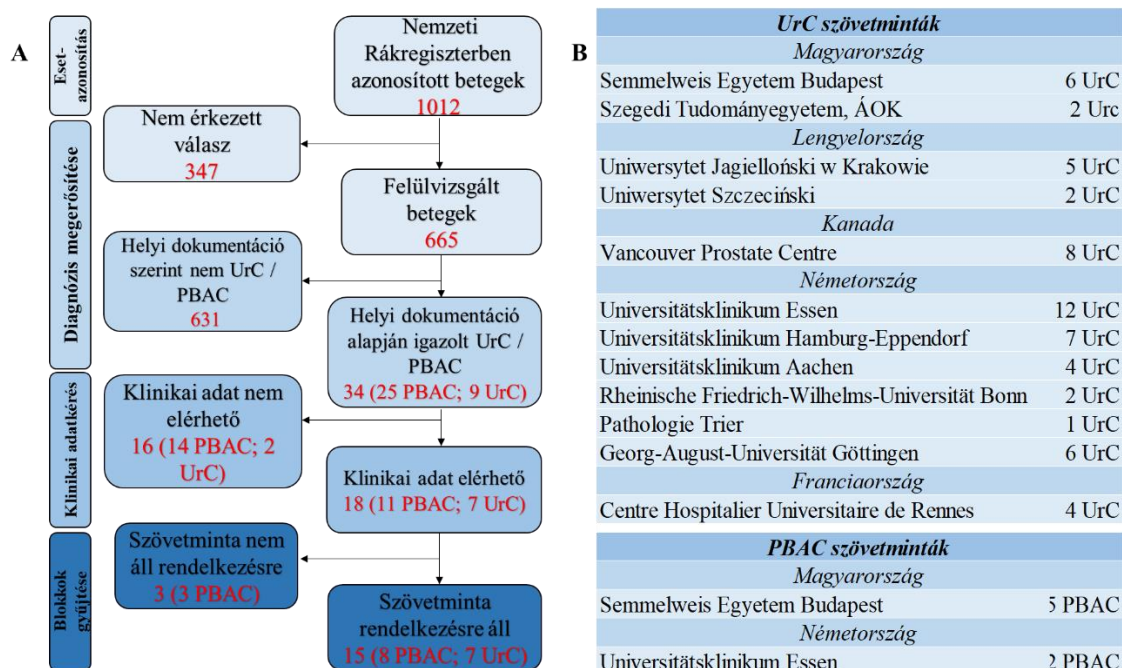 A
Eset-
azonosítás
Nemzeti
Rákregiszterben
azonosított betegek
1012
Diagnózis megerősítése
Nem érkezett
válasz
347
Felülvizsgált
betegek
665
Helyi dokumentáció
szerint nem UrC /
PBAC
631
Helyi dokumentáció
alapján igazolt UrC /
PBAC
34 (25 PBAC; 9 UrC)
Klinikai adatkérés
Klinikai adat nem
elérhető
16 (14 PBAC; 2
UrC)
Klinikai adat elérhető
18 (11 PBAC; 7 UrC)
Blokkok
gyűjtése
Szövetminta nem
áll rendelkezésre
3 (3 PBAC)
Szövetminta
rendelkezésre áll
15 (8 PBAC; 7 UrC)
B
UrC szövetminták
Magyarország
Semmelweis Egyetem Budapest 6 UrC
Szegedi Tudományegyetem, ÁOK 2 Urc
Lengyelország
Uniwersytet Jagielloński w Krakowie 5 UrC
Uniwersytet Szczeciński 2 UrC
Kanada
Vancouver Prostate Centre 8 UrC
Németország
Universitätsklinikum Essen 12 UrC
Universitätsklinikum Hamburg-Eppendorf 7 UrC
Universitätsklinikum Aachen 4 UrC
Rheinische Friedrich-Wilhelms-Universität Bonn 2 UrC
Pathologie Trier 1 UrC
Georg-August-Universität Göttingen 6 UrC
Franciaország
Centre Hospitalier Universitaire de Rennes 4 UrC
PBAC szövetminták
Magyarország
Semmelweis Egyetem Budapest 5 PBAC
Németország
Universitätsklinikum Essen 2 PBAC